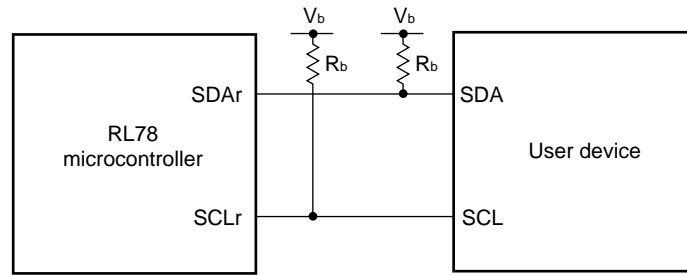 Vb Vb
Rb Rb
SDAr SDA
RL78
microcontroller
User device
SCLr SCL